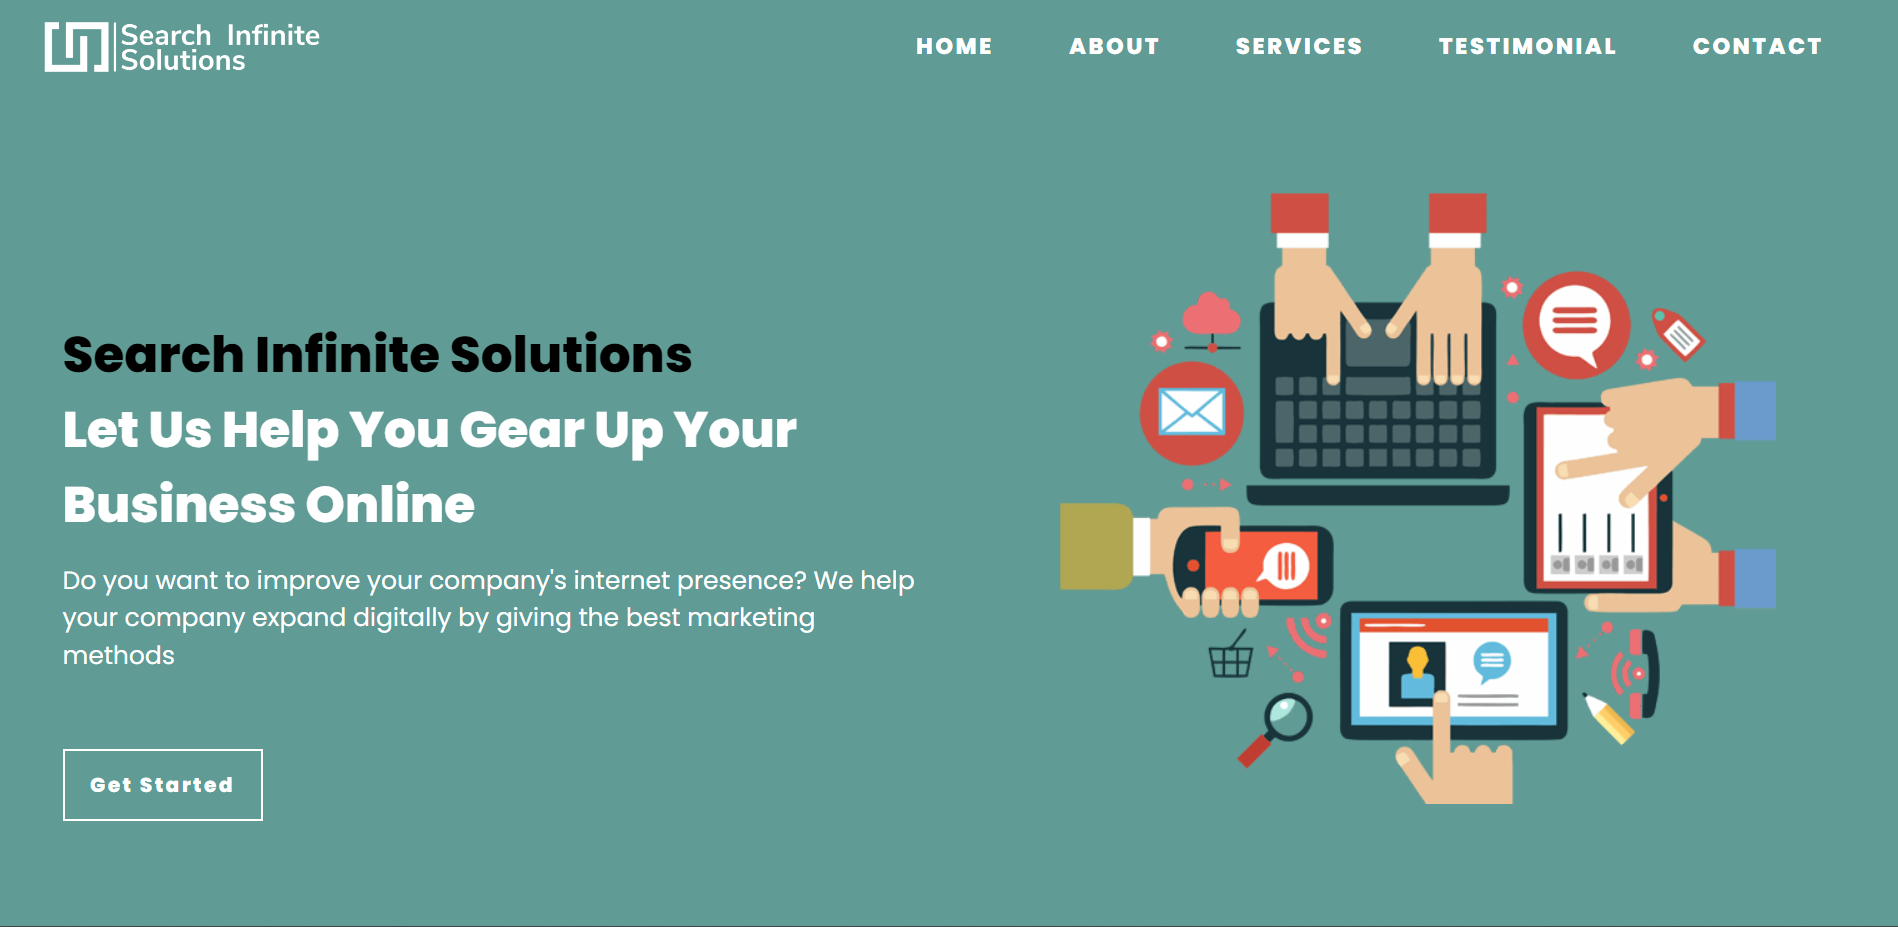 Search Infinite
Solutions
HOME ABOUT SERVICES TESTIMONIAL CONTACT
Search Infinite Solutions
Let Us Help You Gear Up Your
Business Online
Do you want to improve your company's internet presence? We help
your company expand digitally by giving the best marketing
methods
Get Started